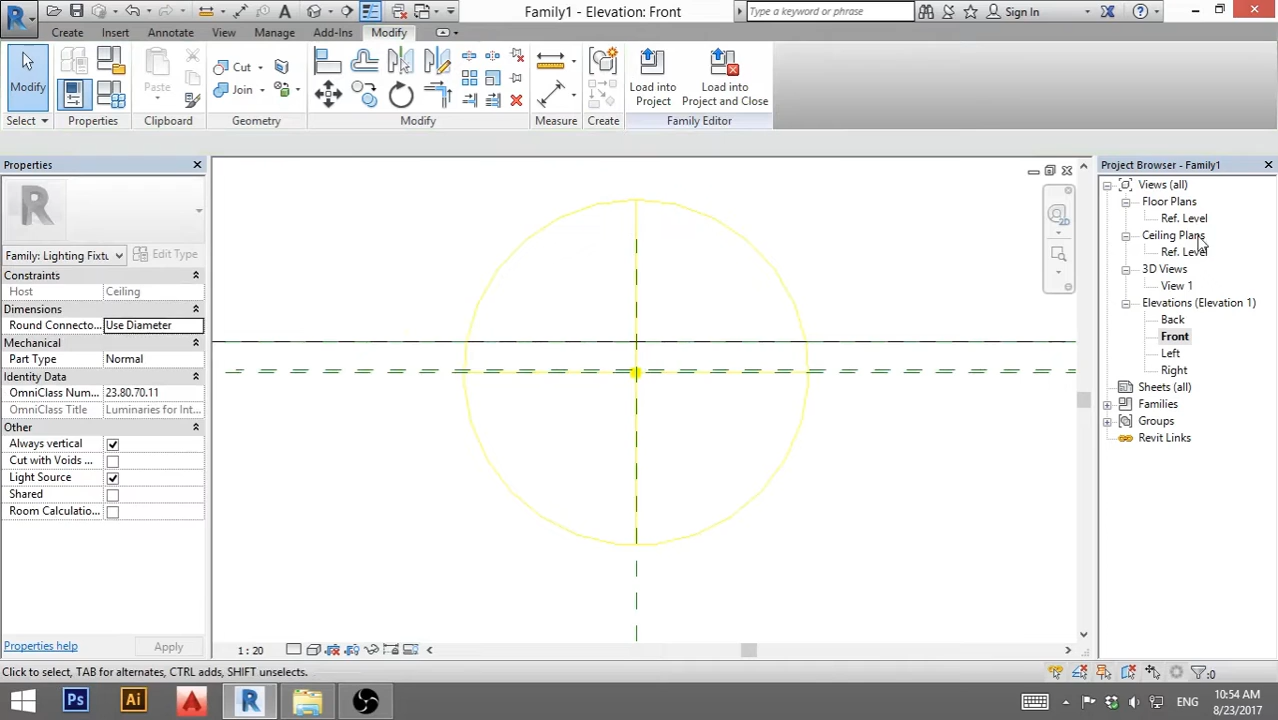 Family1 - Elevation: Front
Type a keyword or phrase
Sign In
Create Insert Annotate View Manage Add-Ins Modify
Modify
Paste
Cut
Join
Load into
Project
Load into
Project and Close
Select Properties Clipboard Geometry Modify Measure Create Family Editor
Properties
Family: Lighting Fixtu
Edit Type
Constraints
Host Ceiling
Dimensions
Round Connecto... Use Diameter
Mechanical
Part Type Normal
Identity Data
OmniClass Num... 23.80.70.11
OmniClass Title Luminaries for Int...
Other
Always vertical
Cut with Voids ...
Light Source
Shared
Room Calculatio...
Properties help
Apply
2D
Project Browser - Family1
Views (all)
Floor Plans
Ref. Level
Ceiling Plans
Ref. Level
3D Views
View 1
Elevations (Elevation 1)
Back
Front
Left
Right
Sheets (all)
Families
Groups
Revit Links
1 : 20
Click to select, TAB for alternates, CTRL adds, SHIFT unselects.
:0
Ps Ai A R
ENG
10:54 AM
8/23/2017